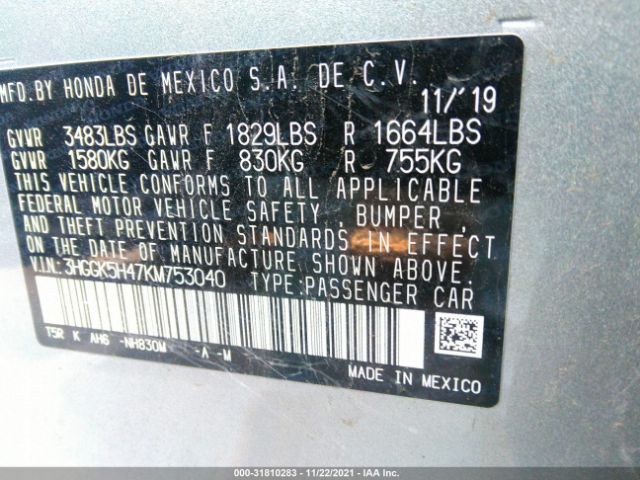 MFD.BY HONDA DE MEXICO S.A. DE C.V.
11/'19
GVWR 3483LBS GAWR F 1829LBS R 1664LBS
GVWR 1580KG GAWR F 830KG R 755KG
THIS VEHICLE CONFORMS TO ALL APPLICABLE
FEDERAL MOTOR VEHICLE SAFETY, BUMPER,
AND THEFT PREVENTION STANDARDS IN EFFECT
ON THE DATE OF MANUFACTURE SHOWN ABOVE.
V.I.N.: 3HGGK5H47KM753040 TYPE:PASSENGER CAR
T5R K AH6 -NH830M -A -M
MADE IN MEXICO
000-31810283 - 11/22/2021 - IAA Inc.